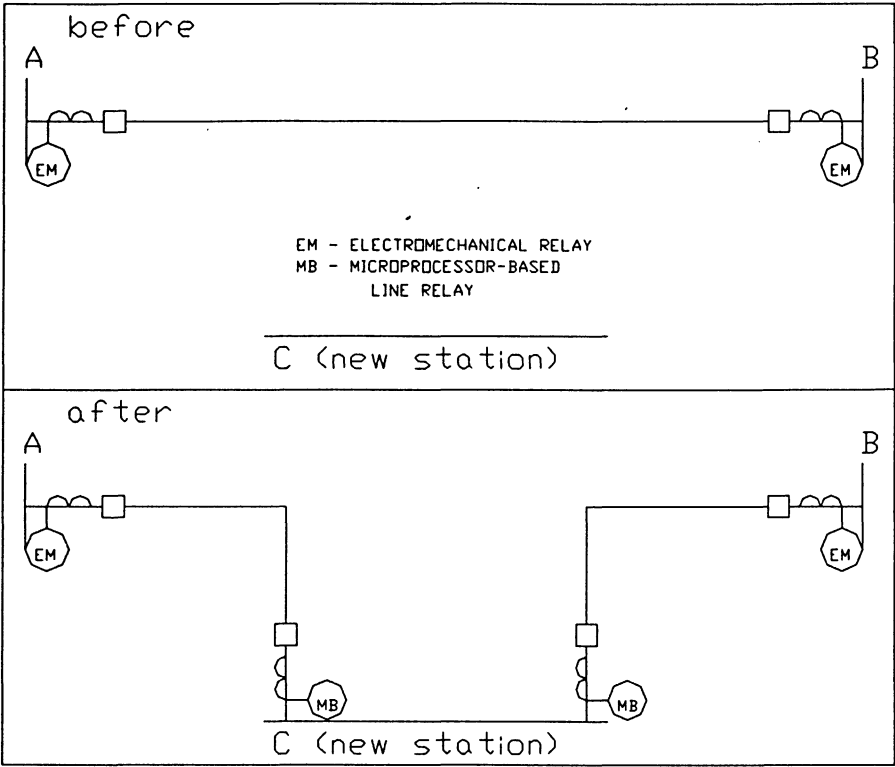 before
A
B
EM
EM
EM - ELECTROMECHANICAL RELAY
MB - MICROPROCESSOR-BASED
LINE RELAY
C (new station)
after
A
B
EM
EM
MB
MB
C (new station)